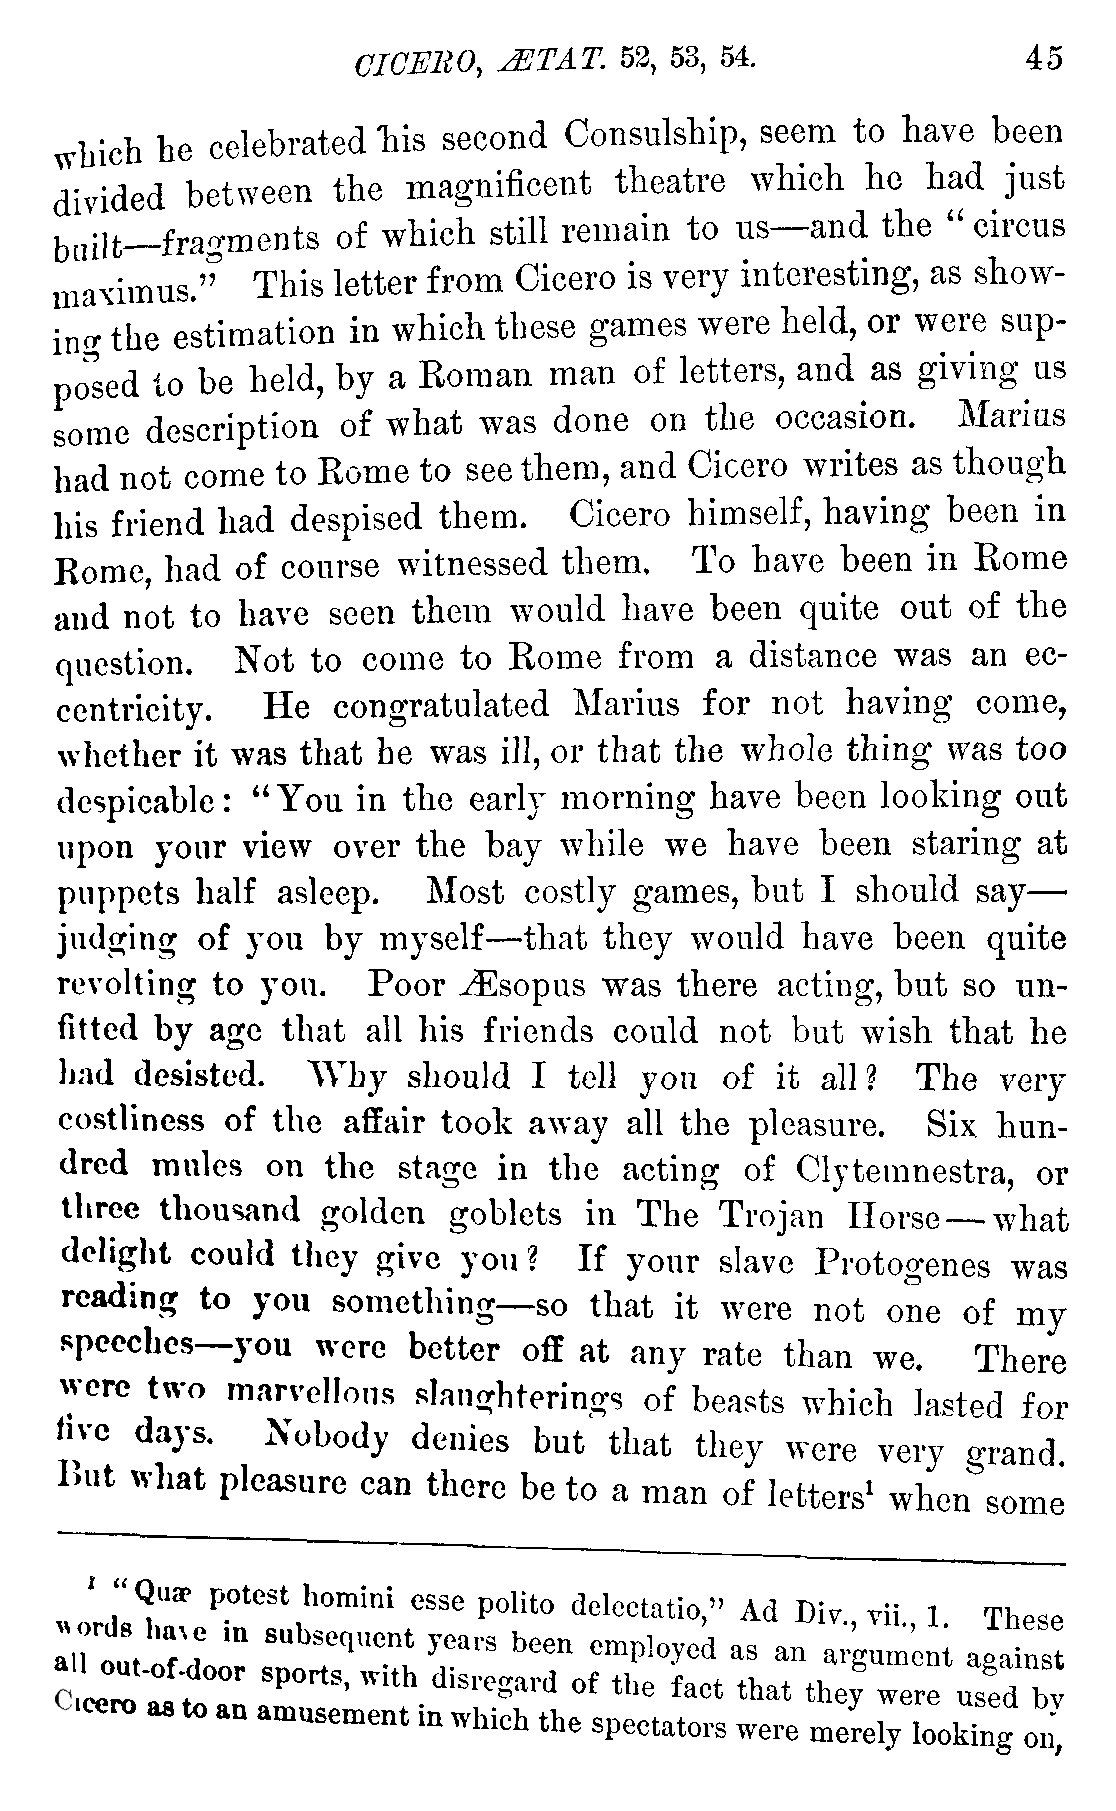 CICERO, ÆTAT. 52, 53, 54. 45
which he celebrated his second Consulship, seem to have been
divided between the magnificent theatre which he had just
built—fragments of which still remain to us—and the “circus
maximus.” This letter from Cicero is very interesting, as show-
ing the estimation in which these games were held, or were sup-
posed to be held, by a Roman man of letters, and as giving us
some description of what was done on the occasion. Marius
had not come to Rome to see them, and Cicero writes as though
his friend had despised them. Cicero himself, having been in
Rome, had of course witnessed them. To have been in Rome
and not to have seen them would have been quite out of the
question. Not to come to Rome from a distance was an ec-
centricity. He congratulated Marius for not having come,
whether it was that he was ill, or that the whole thing was too
despicable: “You in the early morning have been looking out
upon your view over the bay while we have been staring at
puppets half asleep. Most costly games, but I should say—
judging of you by myself—that they would have been quite
revolting to you. Poor Æsopus was there acting, but so un-
fitted by age that all his friends could not but wish that he
had desisted. Why should I tell you of it all? The very
costliness of the affair took away all the pleasure. Six hun-
dred mules on the stage in the acting of Clytemnestra, or
three thousand golden goblets in The Trojan Horse—what
delight could they give you? If your slave Protogenes was
reading to you something—so that it were not one of my
speeches—you were better off at any rate than we. There
were two marvellous slaughterings of beasts which lasted for
five days. Nobody denies but that they were very grand.
But what pleasure can there be to a man of letters¹ when some
¹ “Quæ potest homini esse polito delectatio,” Ad Div., vii., 1. These
words have in subsequent years been employed as an argument against
all out-of-door sports, with disregard of the fact that they were used by
Cicero as to an amusement in which the spectators were merely looking on,